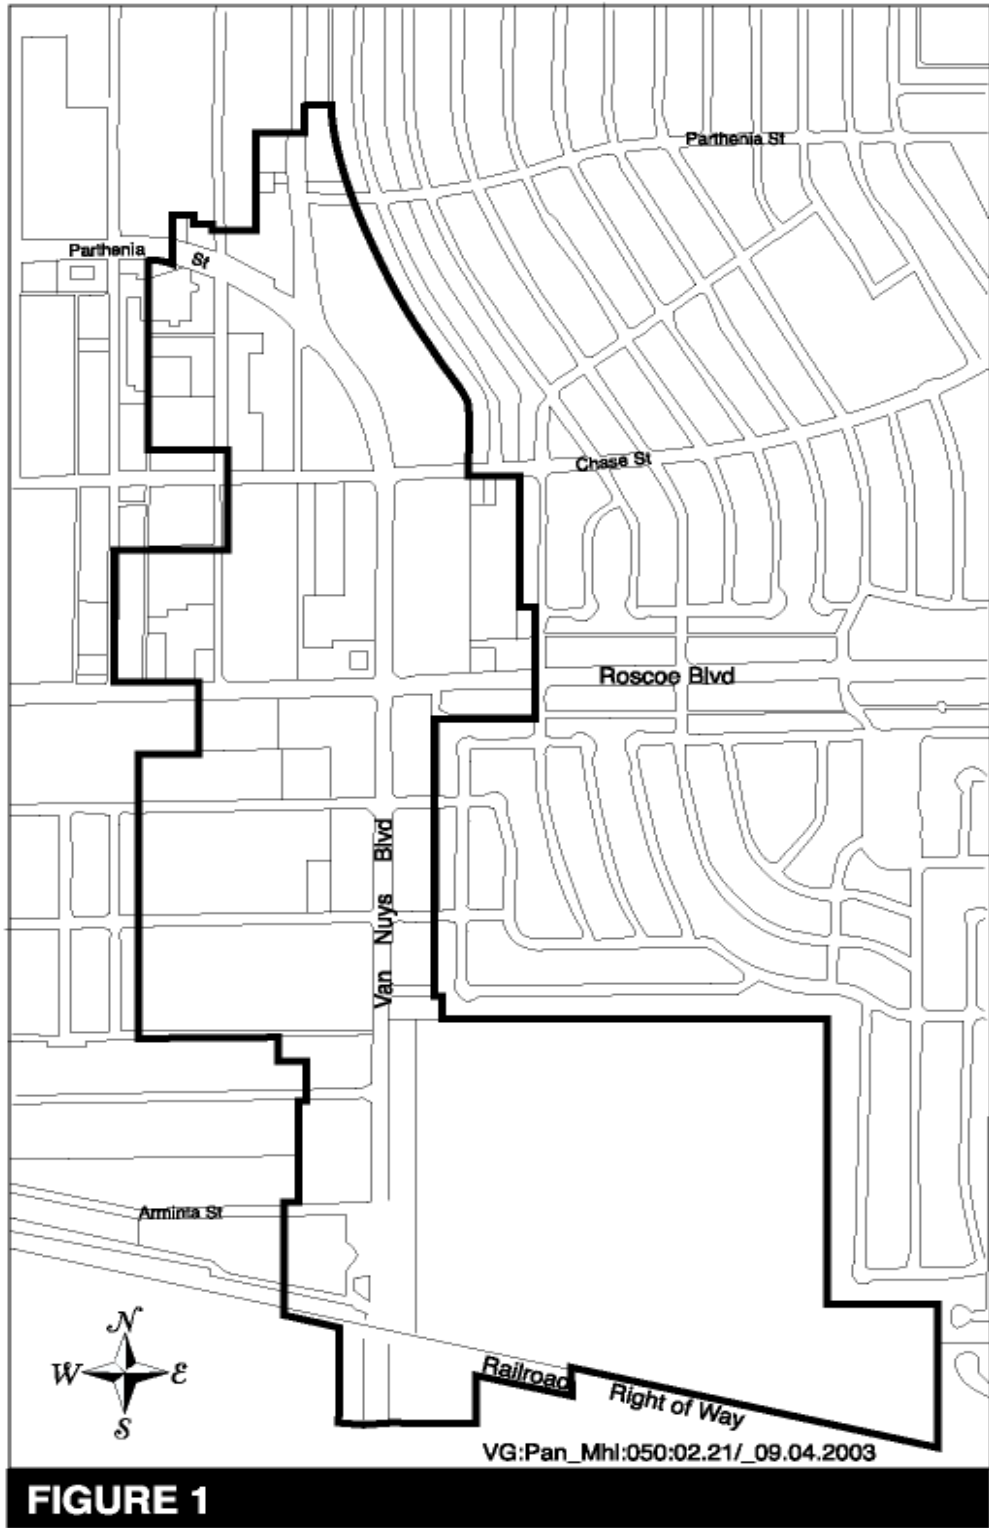 Parthenia St
Parthenia
St
Chase St
Roscoe Blvd
Van Nuys Blvd
Arminta St
N
W E
S
Railroad
Right of Way
VG:Pan_Mhl:050:02.21/_09.04.2003
FIGURE 1